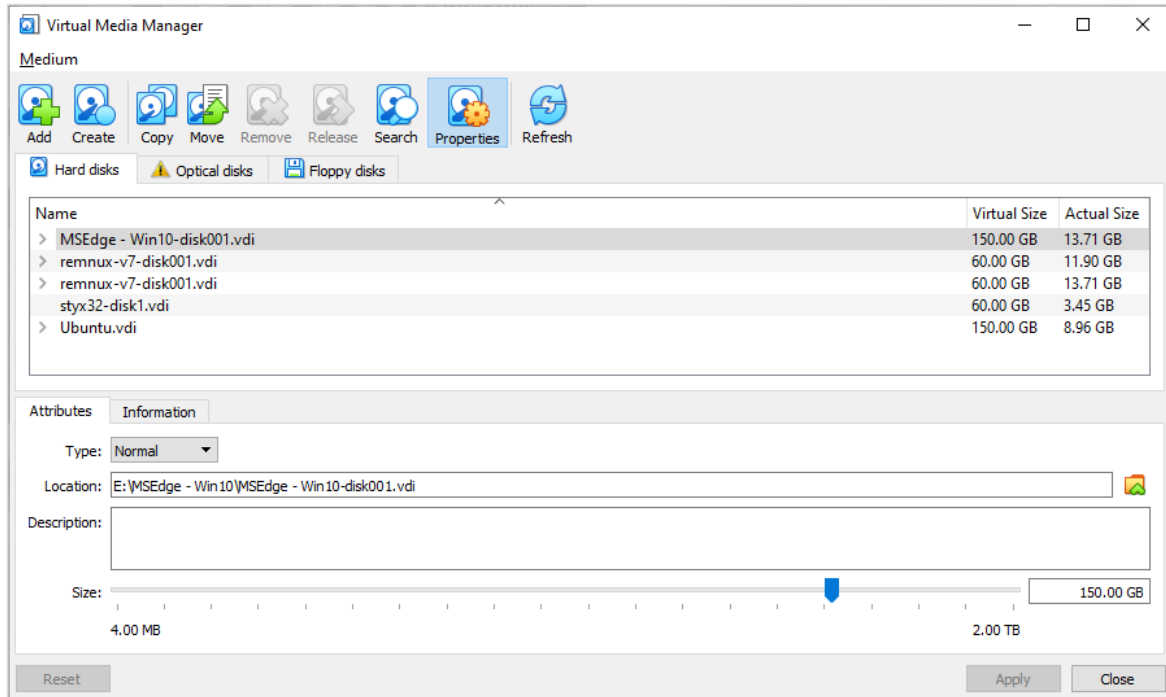 Virtual Media Manager
Medium
Add Create Copy Move Remove Release Search Properties Refresh
Hard disks Optical disks Floppy disks
Name Virtual Size Actual Size
MSEdge - Win10-disk001.vdi 150.00 GB 13.71 GB
remnux-v7-disk001.vdi 60.00 GB 11.90 GB
remnux-v7-disk001.vdi 60.00 GB 13.71 GB
styx32-disk1.vdi 60.00 GB 3.45 GB
Ubuntu.vdi 150.00 GB 8.96 GB
Attributes Information
Type: Normal
Location: E:\MSEdge - Win10\MSEdge - Win10-disk001.vdi
Description:
Size: 150.00 GB
4.00 MB 2.00 TB
Reset Apply Close